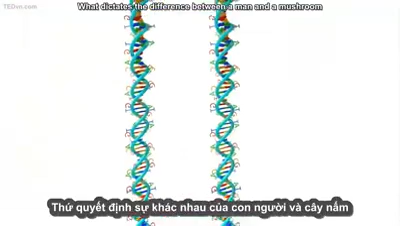 TEDvn.com
What dictates the difference between a man and a mushroom
Thứ quyết định sự khác nhau của con người và cây nấm